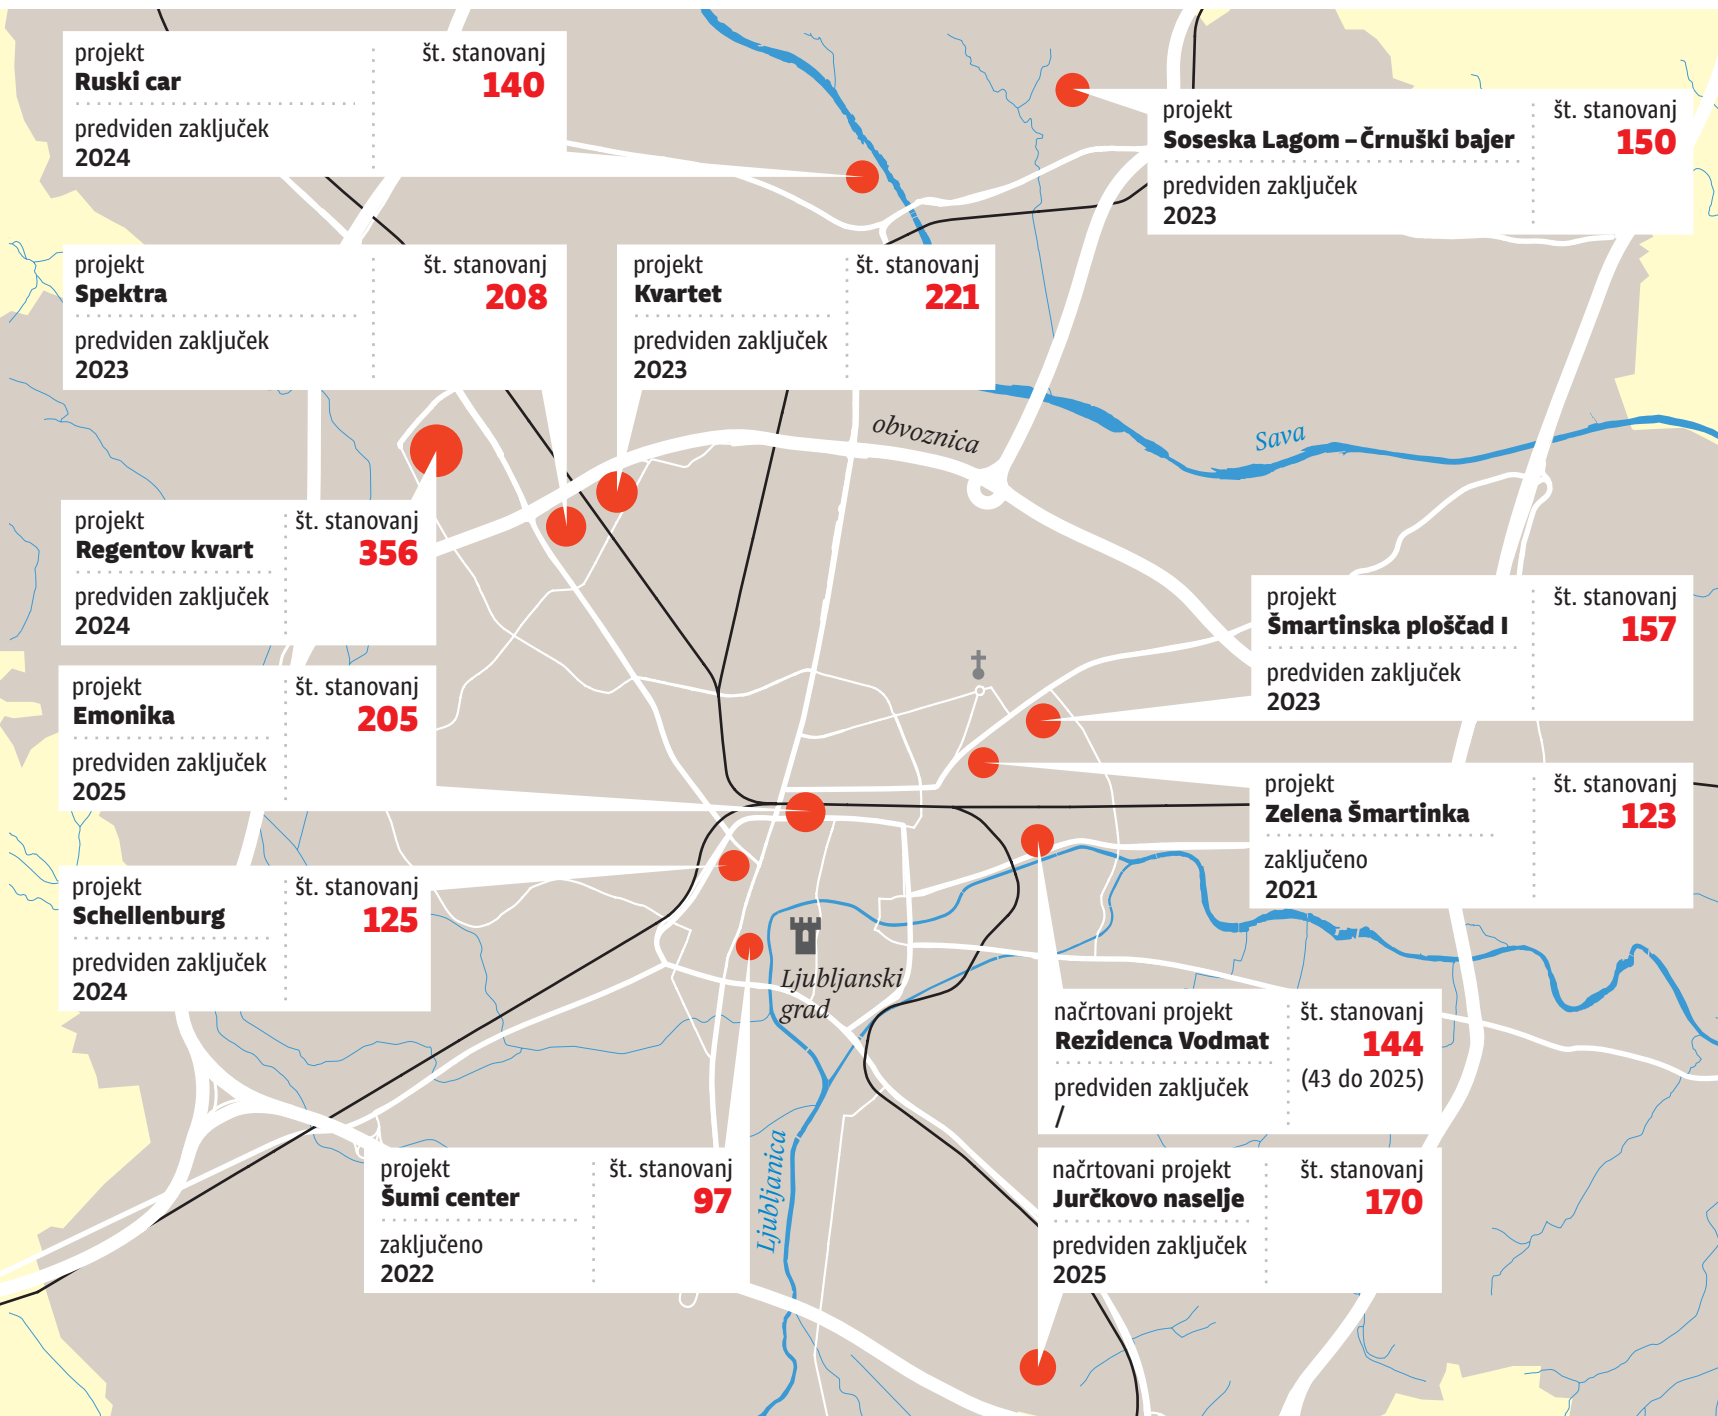 projekt
Ruski car
predviden zaključek
2024
št. stanovanj
140
projekt
Soseska Lagom – Črnuški bajer
predviden zaključek
2023
št. stanovanj
150
projekt
Spektra
predviden zaključek
2023
št. stanovanj
208
projekt
Kvartet
predviden zaključek
2023
št. stanovanj
221
obvoznica
Sava
projekt
Regentov kvart
predviden zaključek
2024
št. stanovanj
356
projekt
Šmartinska ploščad I
predviden zaključek
2023
št. stanovanj
157
projekt
Emonika
predviden zaključek
2025
št. stanovanj
205
projekt
Zelena Šmartinka
zaključeno
2021
št. stanovanj
123
projekt
Schellenburg
predviden zaključek
2024
št. stanovanj
125
Ljubljanski
grad
načrtovani projekt
Rezidenca Vodmat
predviden zaključek
/
št. stanovanj
144
(43 do 2025)
projekt
Šumi center
zaključeno
2022
št. stanovanj
97
Ljubljanica
načrtovani projekt
Jurčkovo naselje
predviden zaključek
2025
št. stanovanj
170